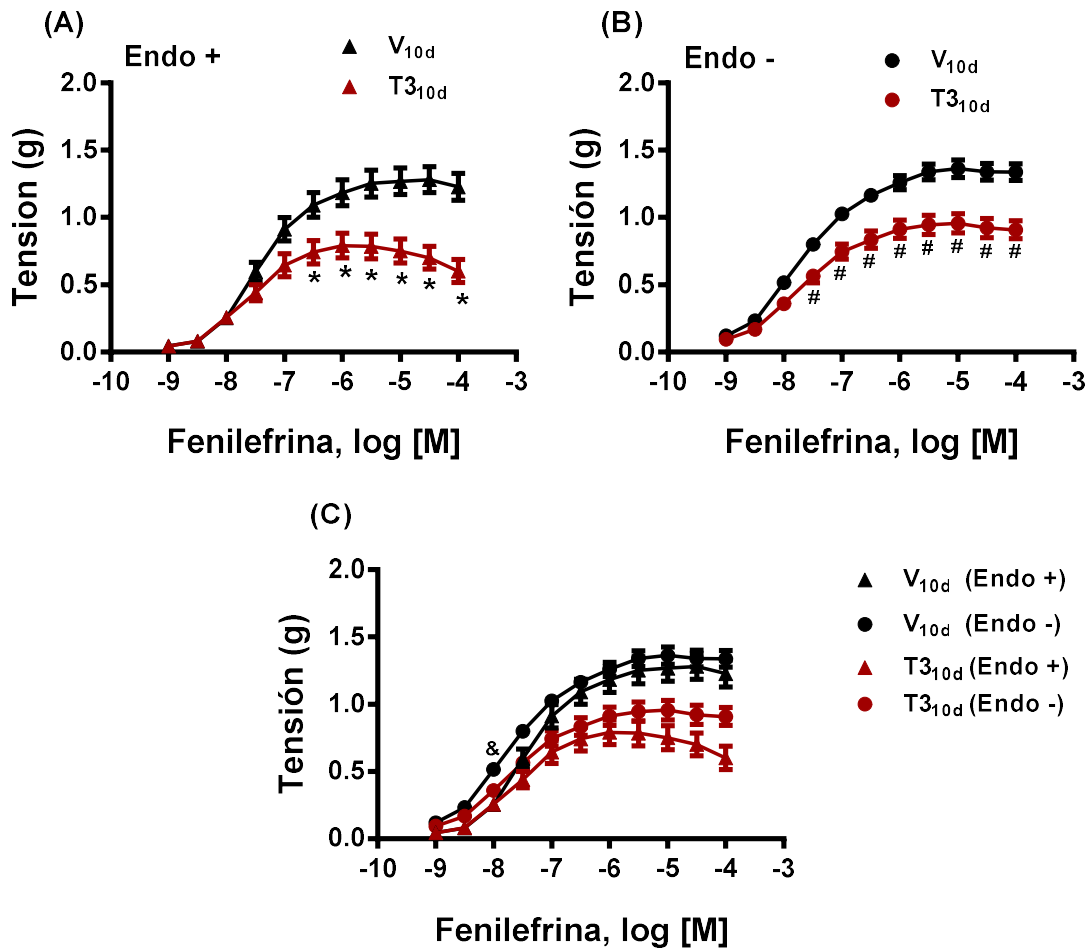 (A)
Endo +
V10d
T310d
2.0
1.5
1.0
0.5
0.0
Tensión (g)
* * * * * *
-10 -9 -8 -7 -6 -5 -4 -3
Fenilefrina, log [M]
(B)
Endo -
V10d
T310d
2.0
1.5
1.0
0.5
0.0
Tensión (g)
# # # # # # # #
-10 -9 -8 -7 -6 -5 -4 -3
Fenilefrina, log [M]
(C)
V10d (Endo +)
V10d (Endo -)
T310d (Endo +)
T310d (Endo -)
2.0
1.5
1.0
0.5
0.0
Tensión (g)
&
-10 -9 -8 -7 -6 -5 -4 -3
Fenilefrina, log [M]